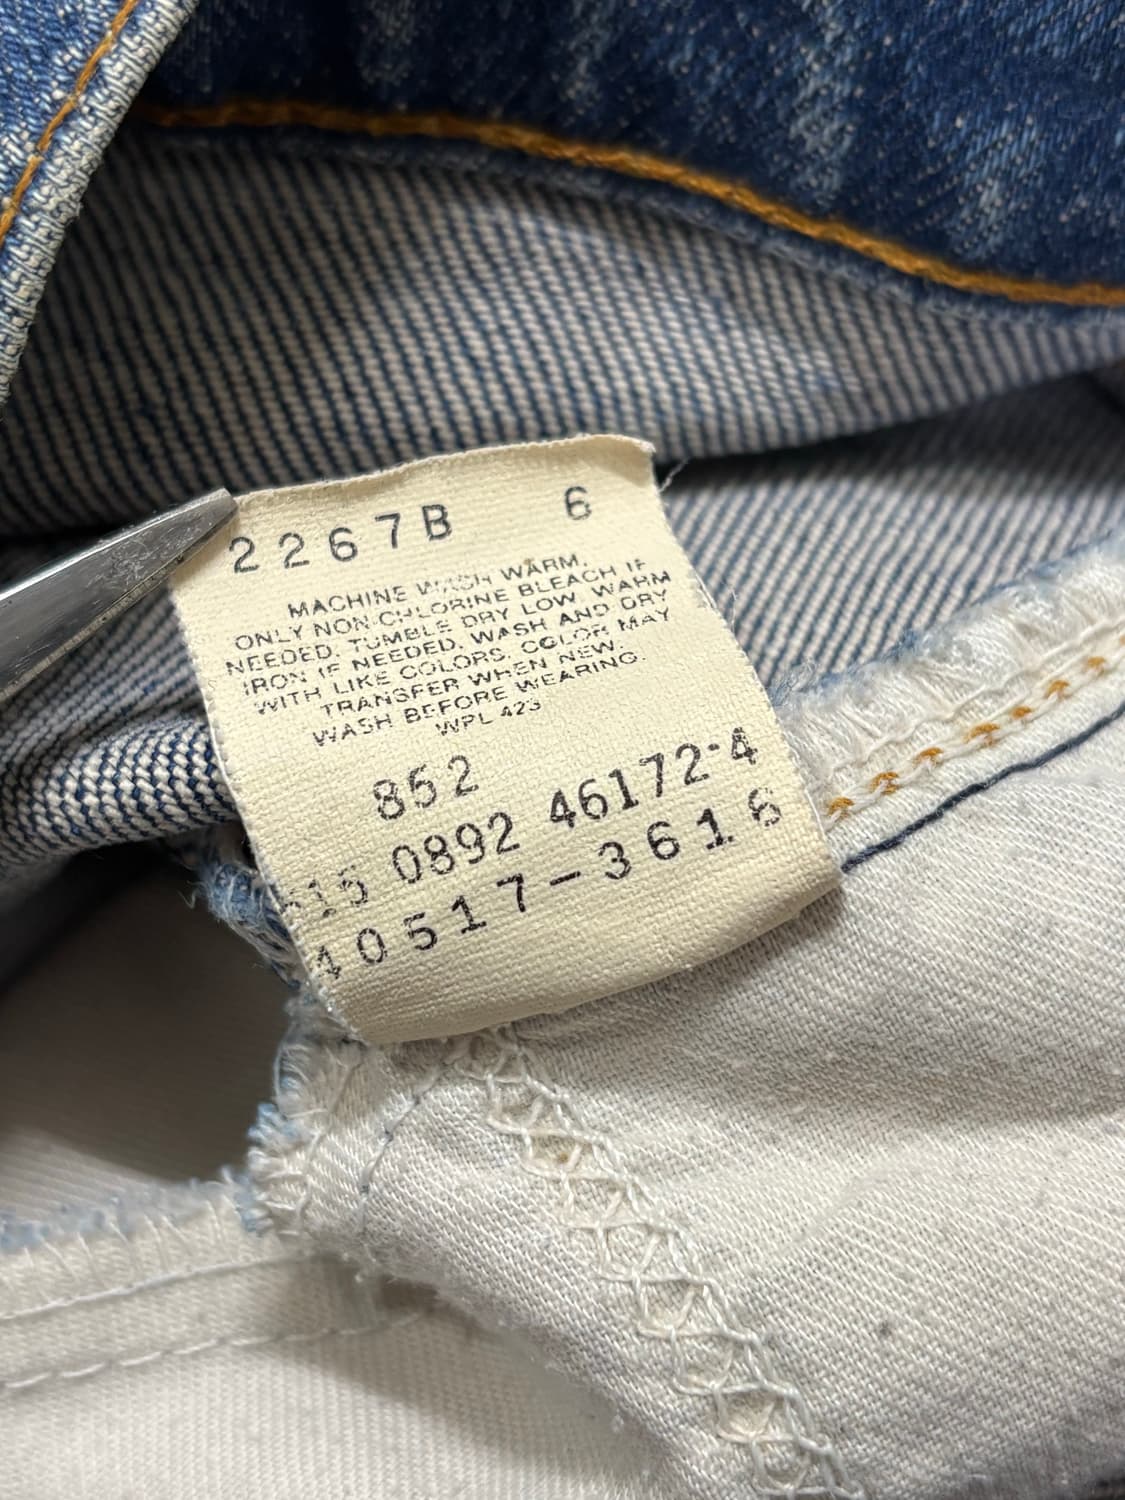 2267B 6
MACHINE WASH WARM,
ONLY NON-CHLORINE BLEACH IF
NEEDED. TUMBLE DRY LOW. WARM
IRON IF NEEDED. WASH AND DRY
WITH LIKE COLORS. COLOR MAY
TRANSFER WHEN NEW.
WASH BEFORE WEARING.
WPL 423
852
515 0892 46172-4
40517-3616